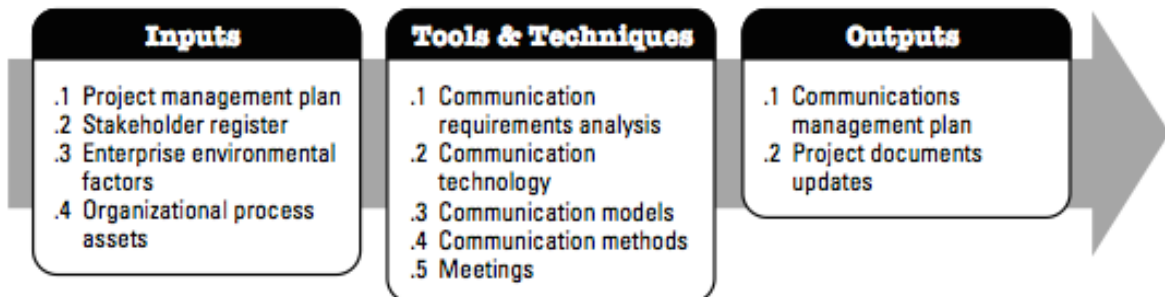 Inputs
.1 Project management plan
.2 Stakeholder register
.3 Enterprise environmental
factors
.4 Organizational process
assets
Tools & Techniques
.1 Communication
requirements analysis
.2 Communication
technology
.3 Communication models
.4 Communication methods
.5 Meetings
Outputs
.1 Communications
management plan
.2 Project documents
updates